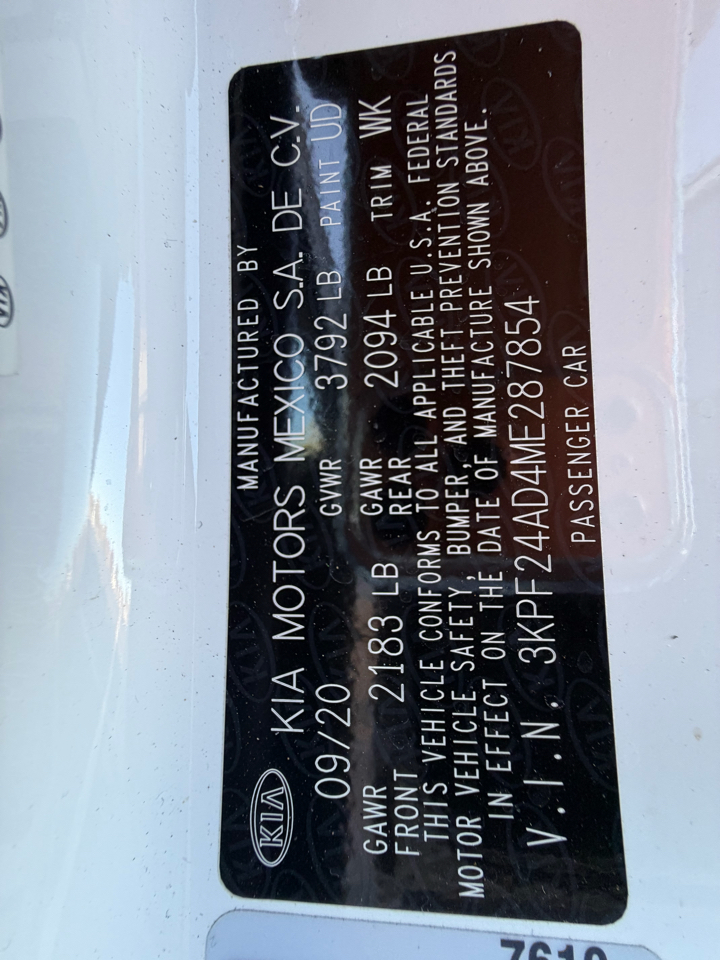 MANUFACTURED BY
KIA KIA MOTORS MEXICO S.A. DE C.V.
09/20 GVWR 3792 LB PAINT UD
GAWR FRONT 2183 LB GAWR REAR 2094 LB TRIM WK
THIS VEHICLE CONFORMS TO ALL APPLICABLE U.S.A. FEDERAL
MOTOR VEHICLE SAFETY, BUMPER, AND THEFT PREVENTION STANDARDS
IN EFFECT ON THE DATE OF MANUFACTURE SHOWN ABOVE.
V.I.N. 3KPF24AD4ME287854
PASSENGER CAR